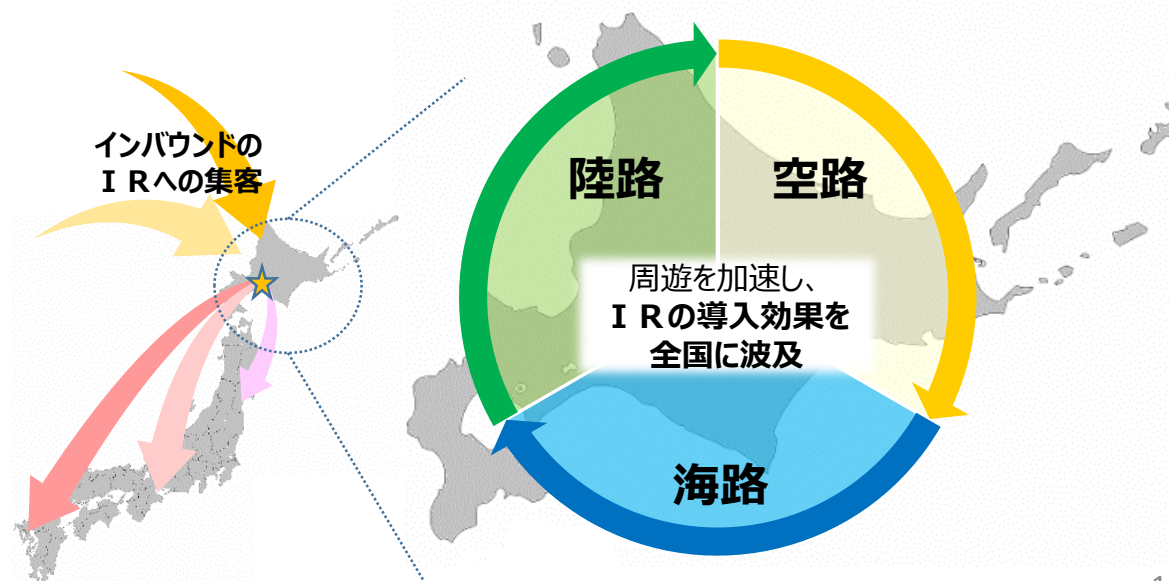 インバウンドの
ＩＲへの集客
陸路
空路
周遊を加速し、
ＩＲの導入効果を
全国に波及
海路